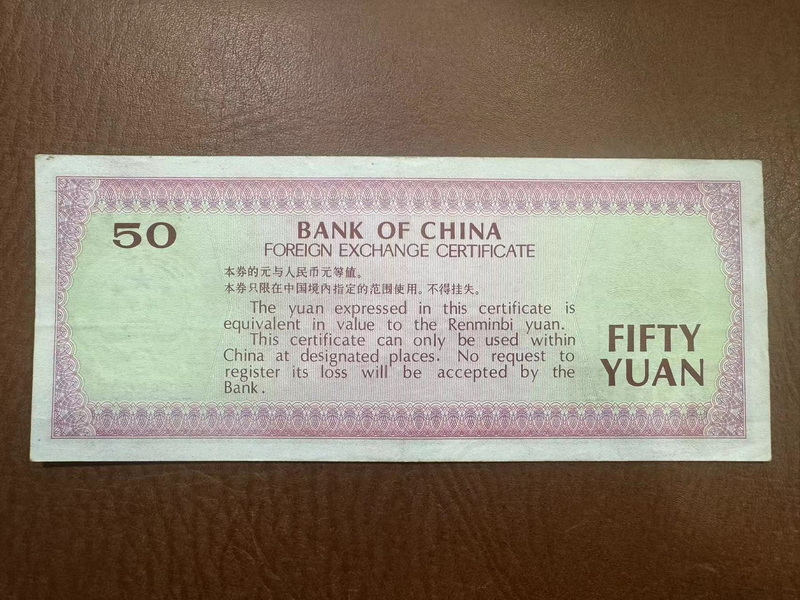 50
BANK OF CHINA
FOREIGN EXCHANGE CERTIFICATE
本券的元与人民币元等値。
本券只限在中国境内指定的范围使用。不得挂失。
The yuan expressed in this certificate is
equivalent in value to the Renminbi yuan.
This certificate can only be used within
China at designated places. No request to
register its loss will be accepted by the
Bank.
FIFTY
YUAN